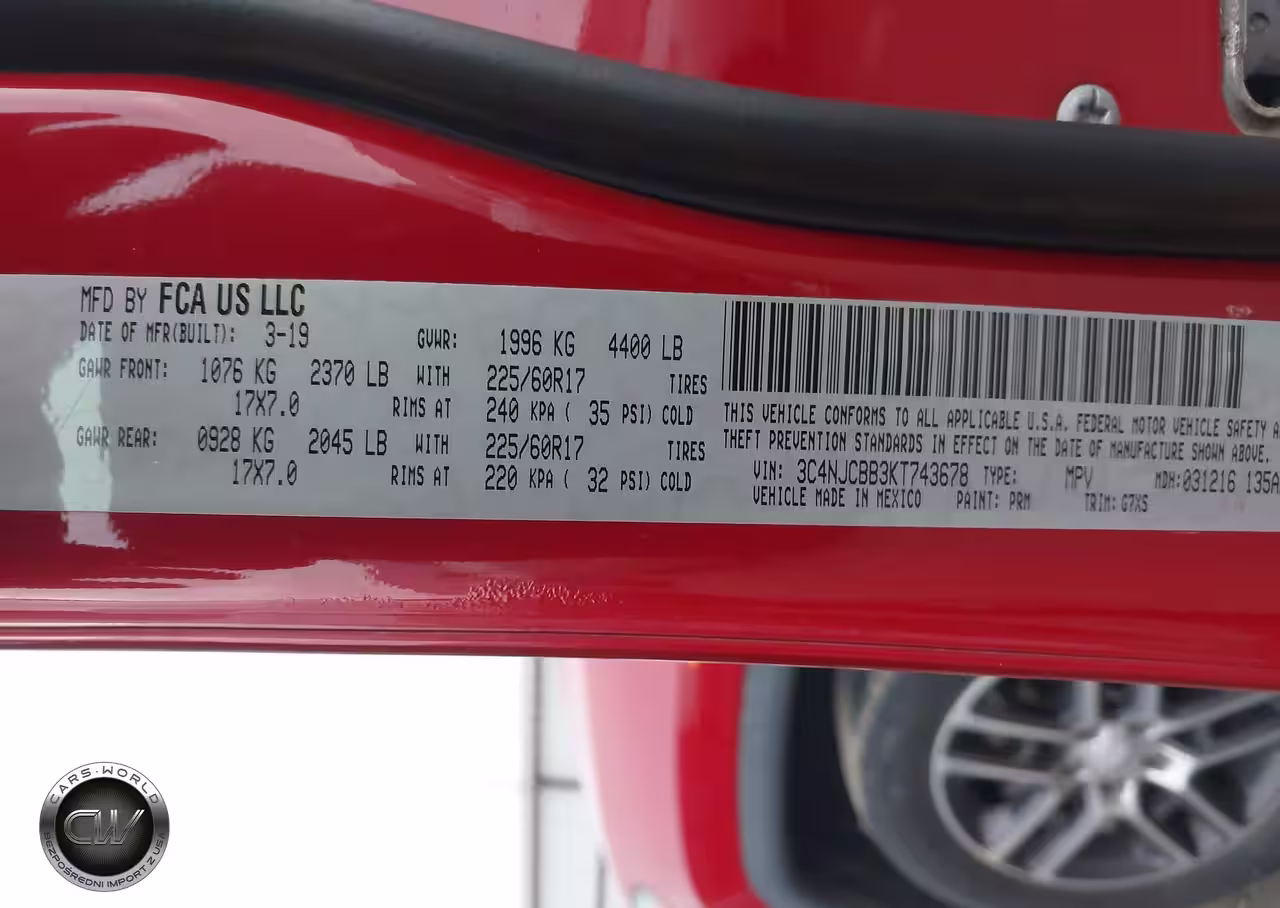 MFD BY FCA US LLC
DATE OF MFR(BUILT): 3-19 GVWR: 1996 KG 4400 LB
GAWR FRONT: 1076 KG 2370 LB WITH 225/60R17 TIRES
17X7.0 RIMS AT 240 KPA ( 35 PSI) COLD
GAWR REAR: 0928 KG 2045 LB WITH 225/60R17 TIRES
17X7.0 RIMS AT 220 KPA ( 32 PSI) COLD
THIS VEHICLE CONFORMS TO ALL APPLICABLE U.S.A. FEDERAL MOTOR VEHICLE SAFETY A
THEFT PREVENTION STANDARDS IN EFFECT ON THE DATE OF MANUFACTURE SHOWN ABOVE.
VIN: 3C4NJCBB3KT743678 TYPE: MPV MDH:031216 135A
VEHICLE MADE IN MEXICO PAINT: PRM TRIM: G7XS
CARS·WORLD
CW
BEZPOŚREDNI IMPORT Z USA